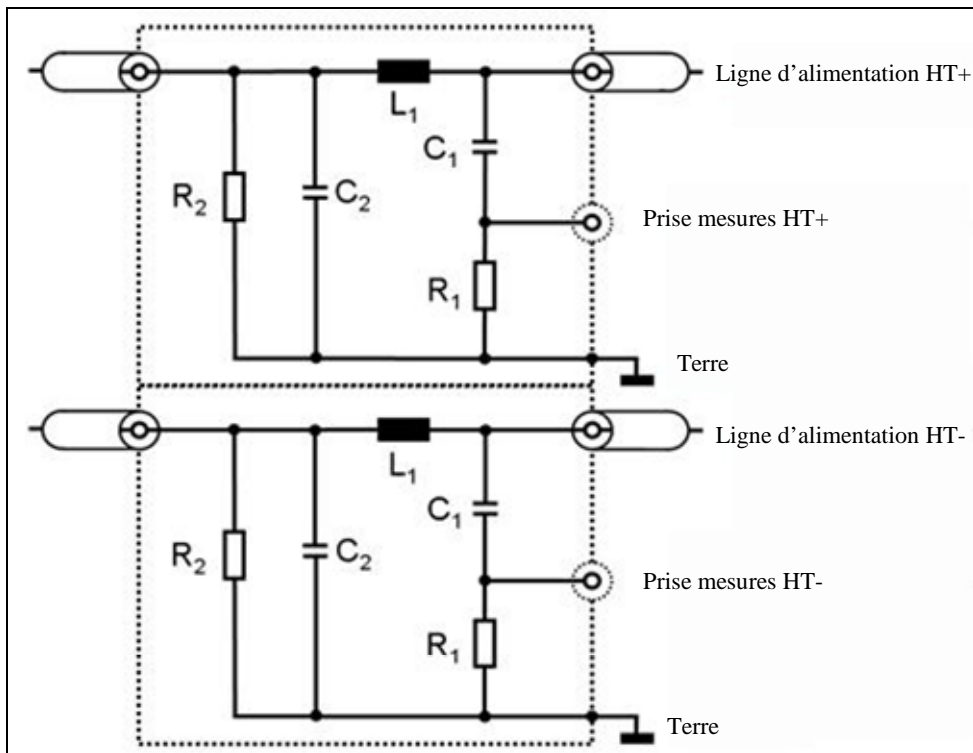 Ligne d'alimentation HT+
L1
C1
R2
C2
Prise mesures HT+
R1
Terre
Ligne d'alimentation HT-
L1
C1
R2
C2
Prise mesures HT-
R1
Terre